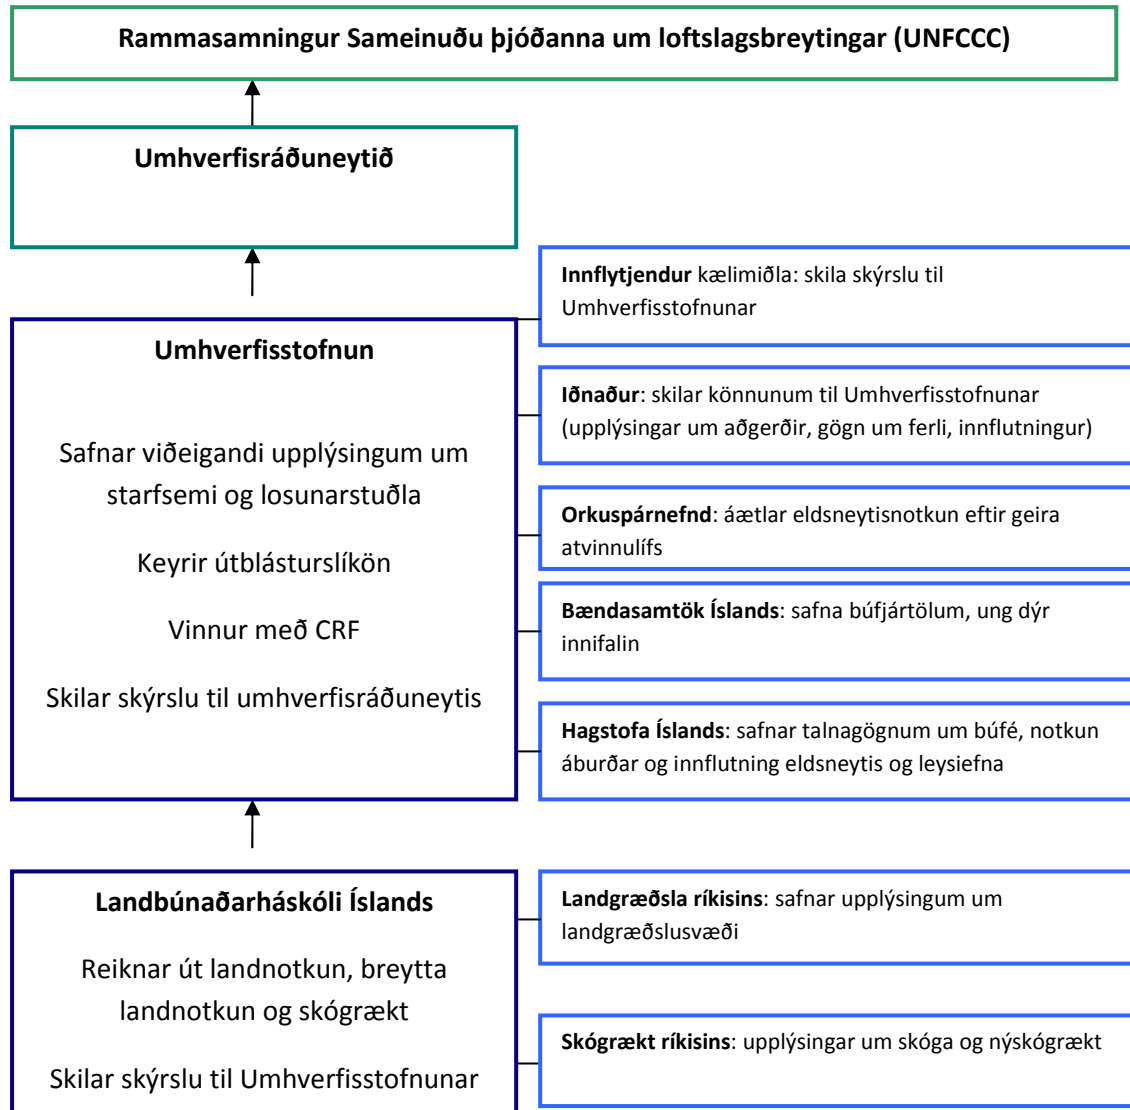 Rammasamningur Sameinuðu þjóðanna um loftslagsbreytingar (UNFCCC)
Umhverfisráðuneytið
Umhverfisstofnun
Safnar viðeigandi upplýsingum um
starfsemi og losunarstuðla
Keyrir útblásturslíkön
Vinnur með CRF
Skilar skýrslu til umhverfisráðuneytis
Innflytjendur kælimiðla: skila skýrslu til
Umhverfisstofnunar
Iðnaður: skilar könnunum til Umhverfisstofnunar
(upplýsingar um aðgerðir, gögn um ferli, innflutningur)
Orkuspárnefnd: áætlar eldsneytisnotkun eftir geira
atvinnulífs
Bændasamtök Íslands: safna búfjártölum, ung dýr
innifalin
Hagstofa Íslands: safnar talnagögnum um búfé, notkun
áburðar og innflutning eldsneytis og leysiefna
Landbúnaðarháskóli Íslands
Reiknar út landnotkun, breytta
landnotkun og skógrækt
Skilar skýrslu til Umhverfisstofnunar
Landgræðsla ríkisins: safnar upplýsingum um
landgræðslusvæði
Skógrækt ríkisins: upplýsingar um skóga og nýskógrækt